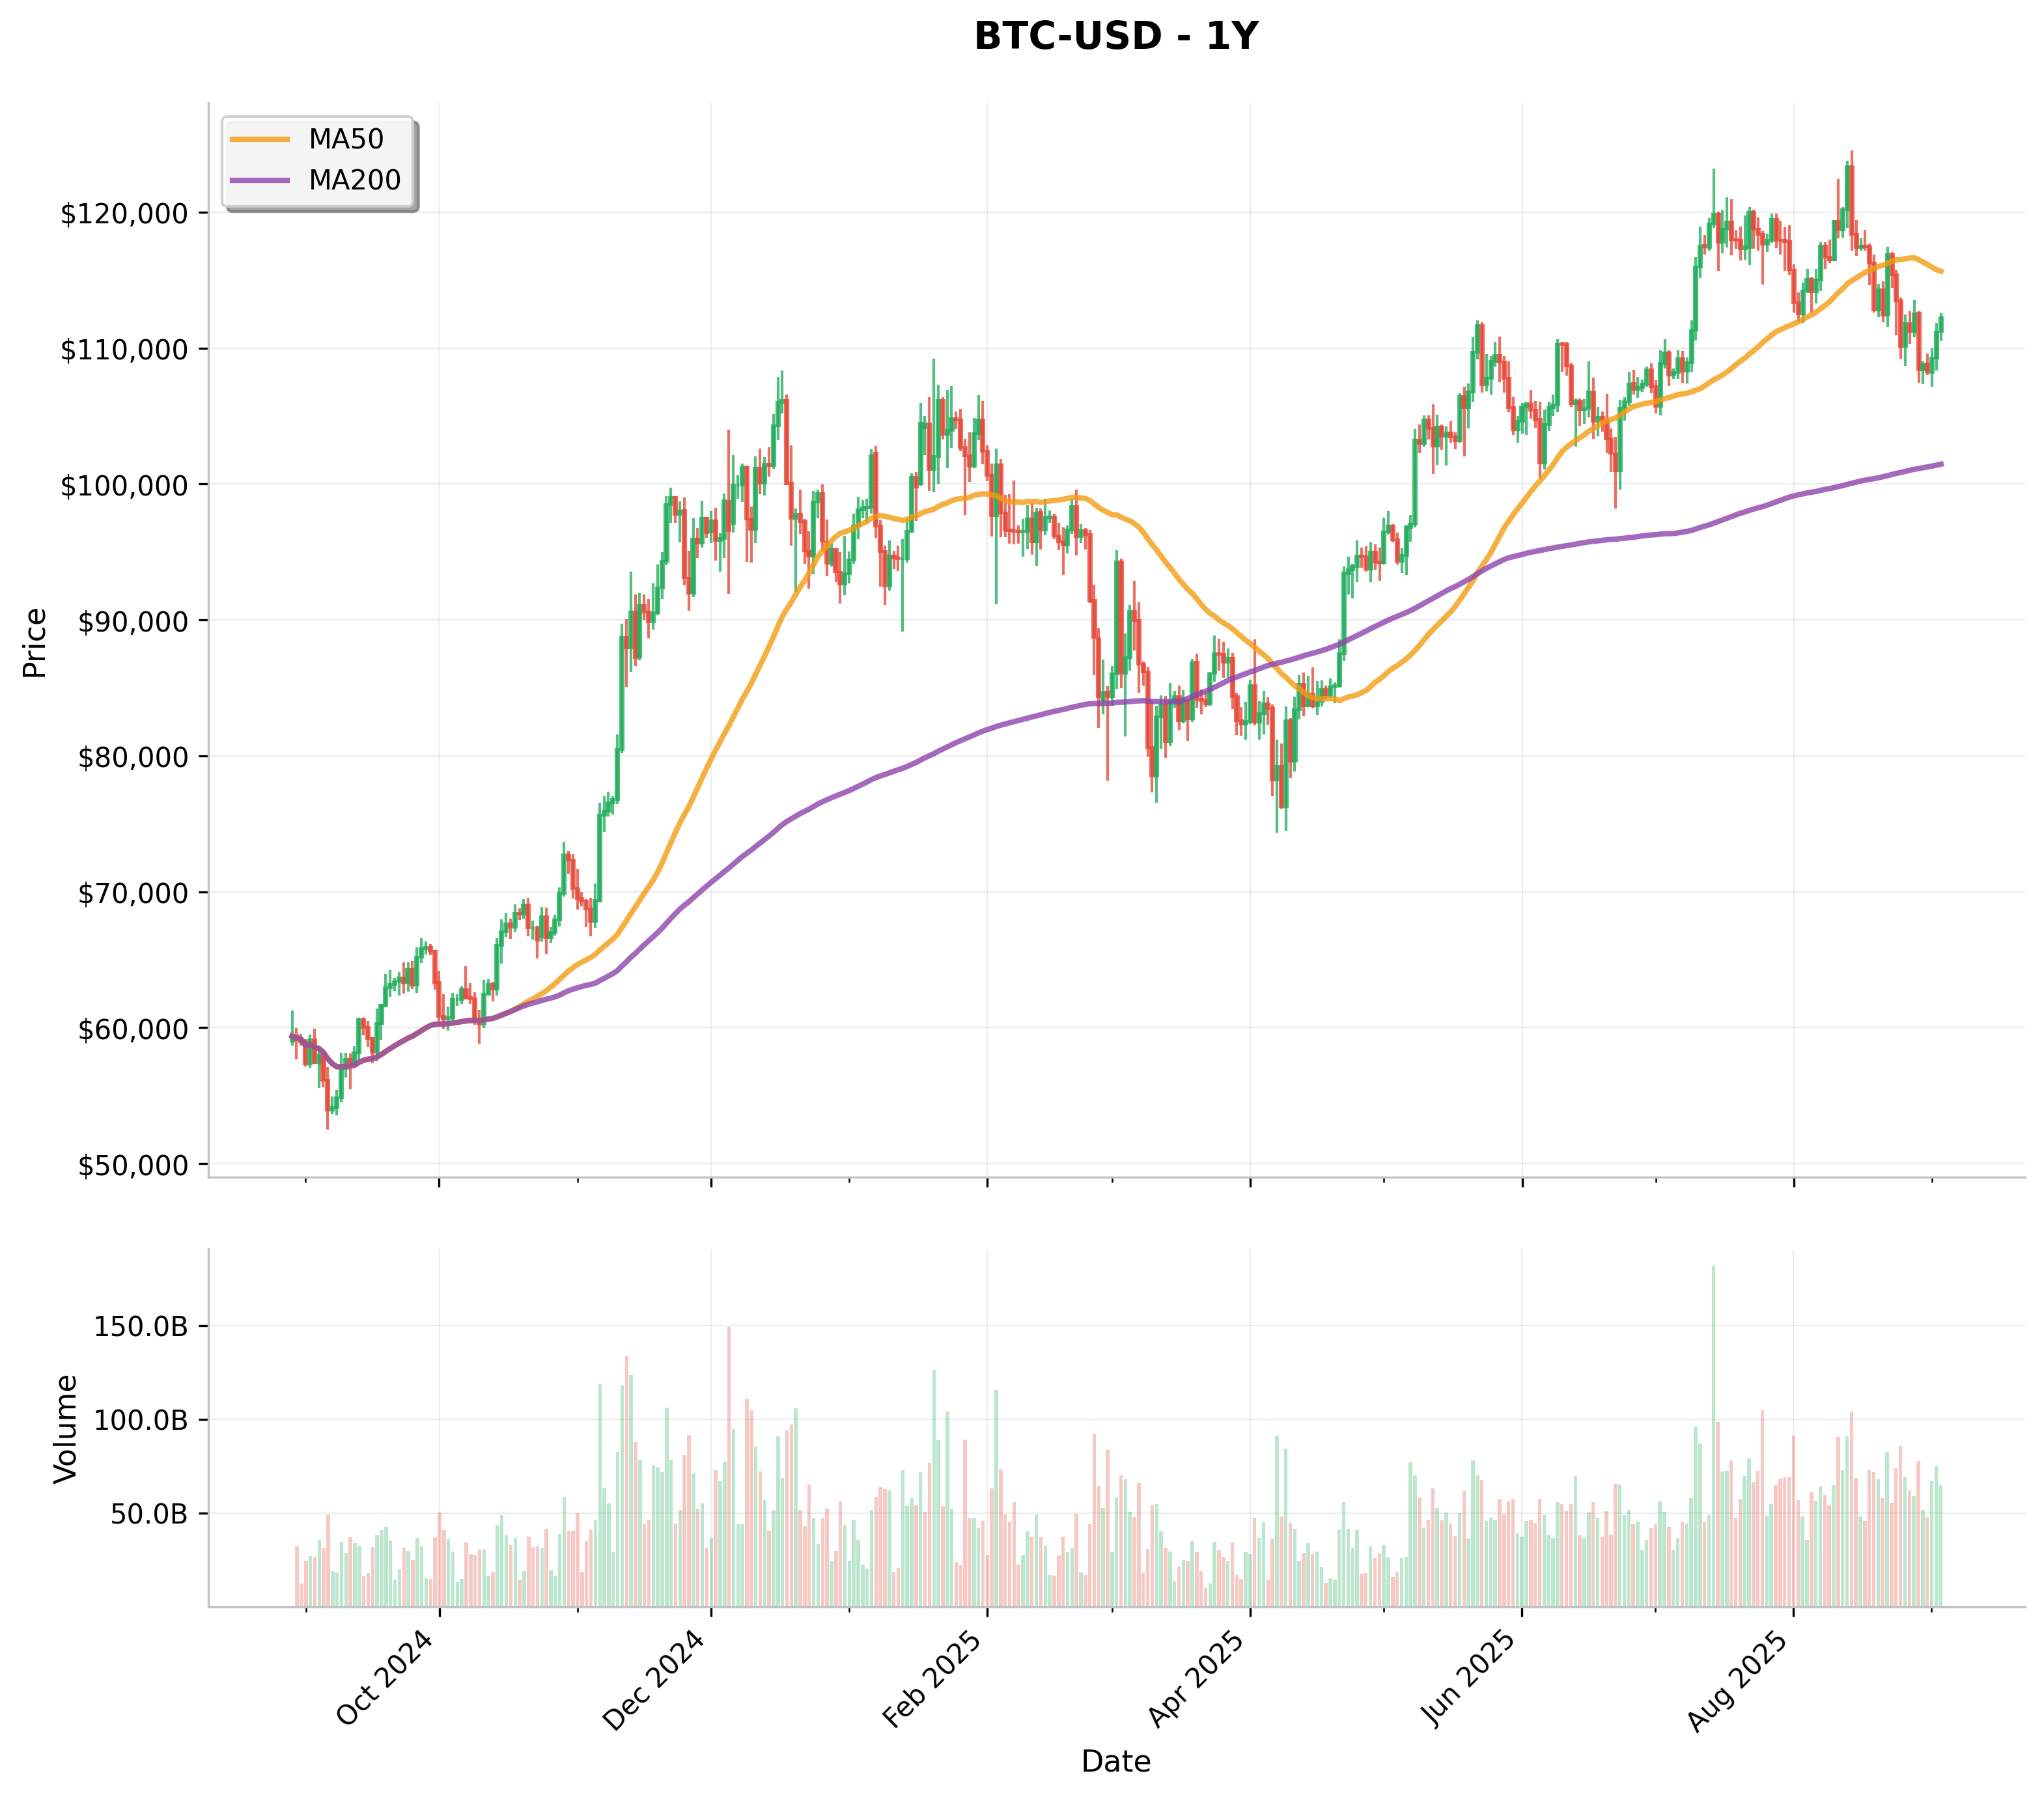 BTC-USD - 1Y
MA50
MA200
Price
$120,000
$110,000
$100,000
$90,000
$80,000
$70,000
$60,000
$50,000
Volume
150.0B
100.0B
50.0B
Oct 2024
Dec 2024
Feb 2025
Apr 2025
Jun 2025
Aug 2025
Date